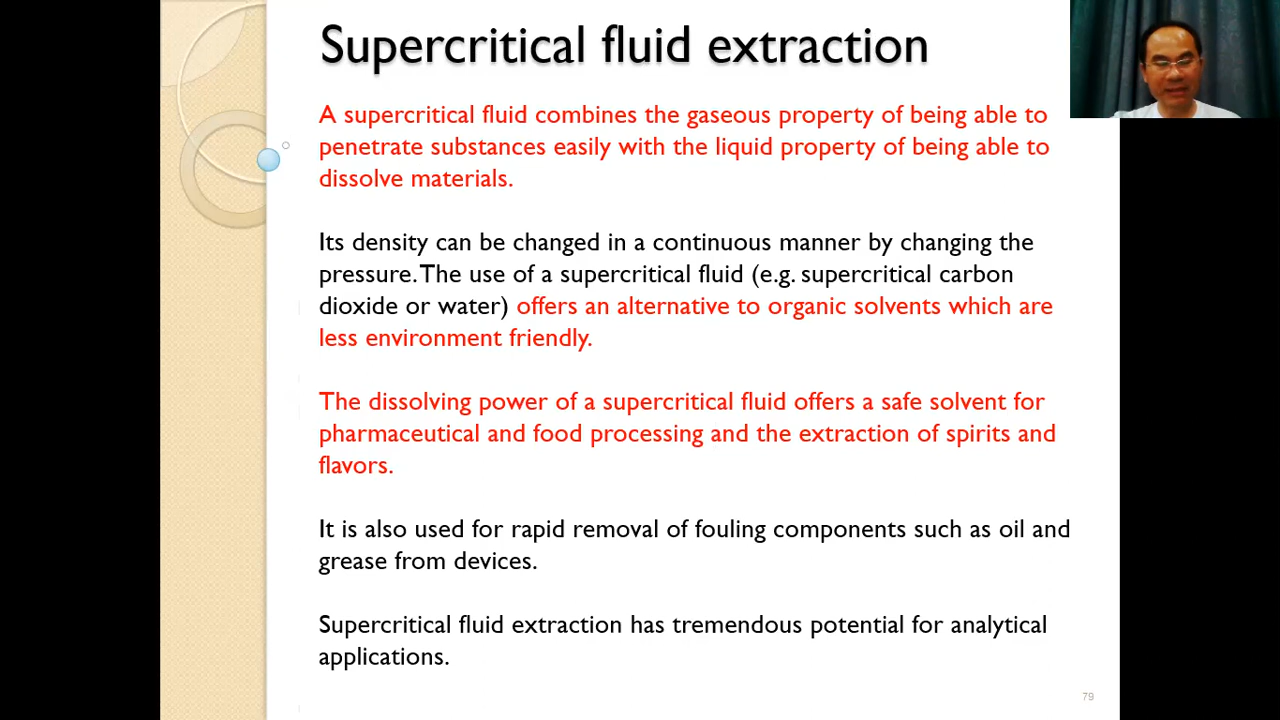 Supercritical fluid extraction
A supercritical fluid combines the gaseous property of being able to
penetrate substances easily with the liquid property of being able to
dissolve materials.
Its density can be changed in a continuous manner by changing the
pressure. The use of a supercritical fluid (e.g. supercritical carbon
dioxide or water) offers an alternative to organic solvents which are
less environment friendly.
The dissolving power of a supercritical fluid offers a safe solvent for
pharmaceutical and food processing and the extraction of spirits and
flavors.
It is also used for rapid removal of fouling components such as oil and
grease from devices.
Supercritical fluid extraction has tremendous potential for analytical
applications.
79